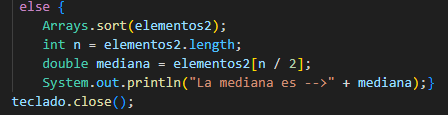 else {
Arrays.sort(elementos2);
int n = elementos2.length;
double mediana = elementos2[n / 2];
System.out.println("La mediana es -->" + mediana);}
teclado.close();